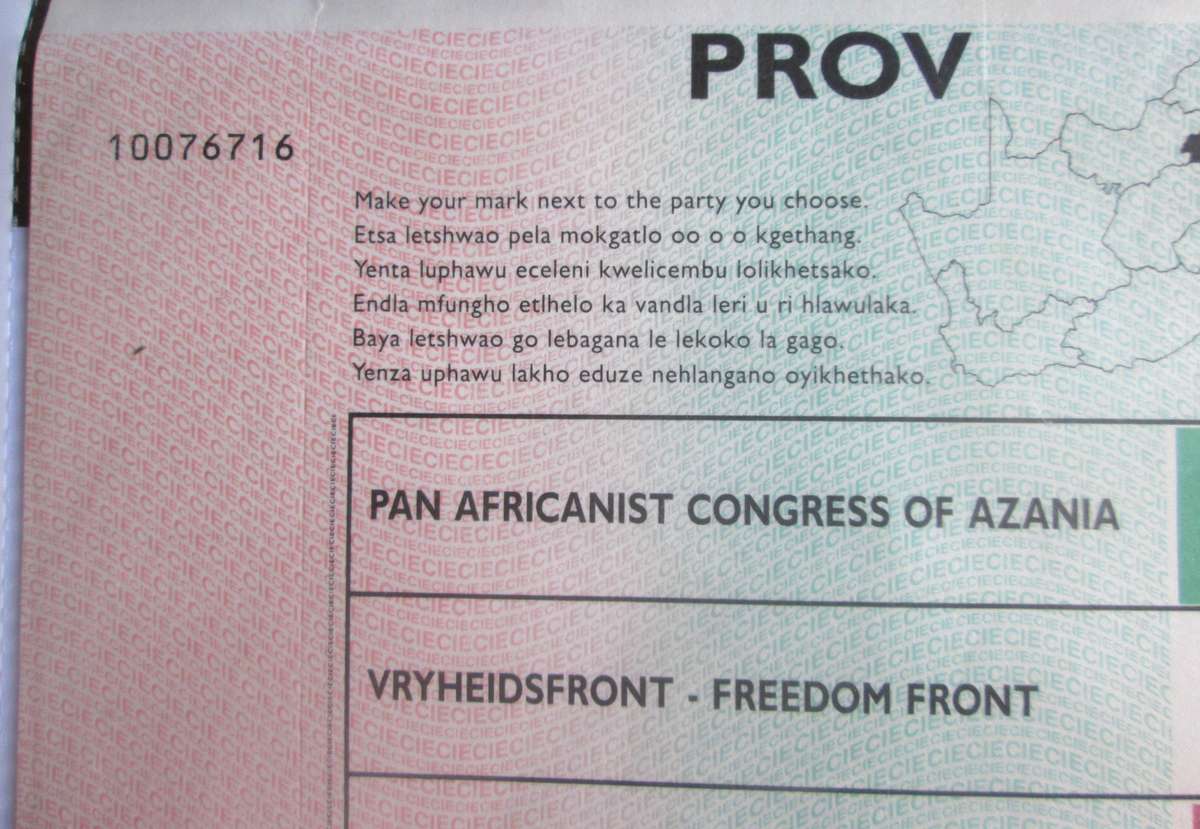 PROV
10076716
Make your mark next to the party you choose.
Etsa letshwao pela mokgatlo oo o o kgethang.
Yenta luphawu eceleni kwelicembu lolikhetsako.
Endla mfungho etlhelo ka vandla leri u ri hlawulaka.
Baya letshwao go lebagana le lekoko la gago.
Yenza uphawu lakho eduze nehlangano oyikhethako.
PAN AFRICANIST CONGRESS OF AZANIA
VRYHEIDSFRONT - FREEDOM FRONT